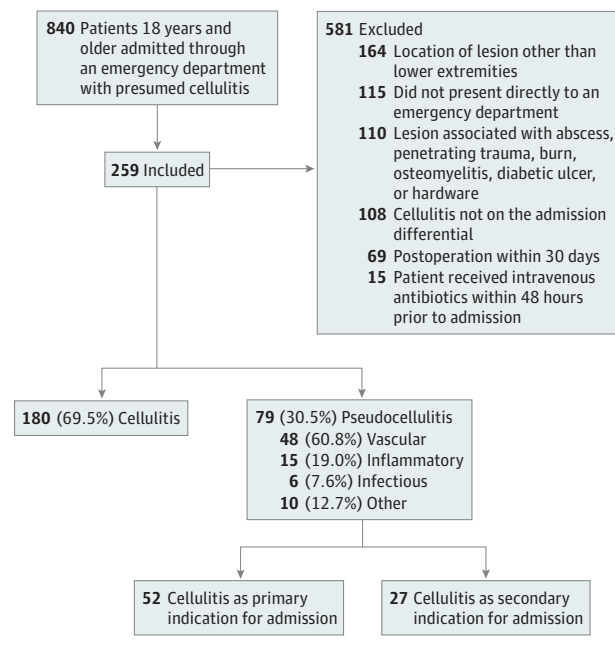 840 Patients 18 years and
older admitted through
an emergency department
with presumed cellulitis
581 Excluded
164 Location of lesion other than
lower extremities
115 Did not present directly to an
emergency department
110 Lesion associated with abscess,
penetrating trauma, burn,
osteomyelitis, diabetic ulcer,
or hardware
108 Cellulitis not on the admission
differential
69 Postoperation within 30 days
15 Patient received intravenous
antibiotics within 48 hours
prior to admission
259 Included
180 (69.5%) Cellulitis
79 (30.5%) Pseudocellulitis
48 (60.8%) Vascular
15 (19.0%) Inflammatory
6 (7.6%) Infectious
10 (12.7%) Other
52 Cellulitis as primary
indication for admission
27 Cellulitis as secondary
indication for admission